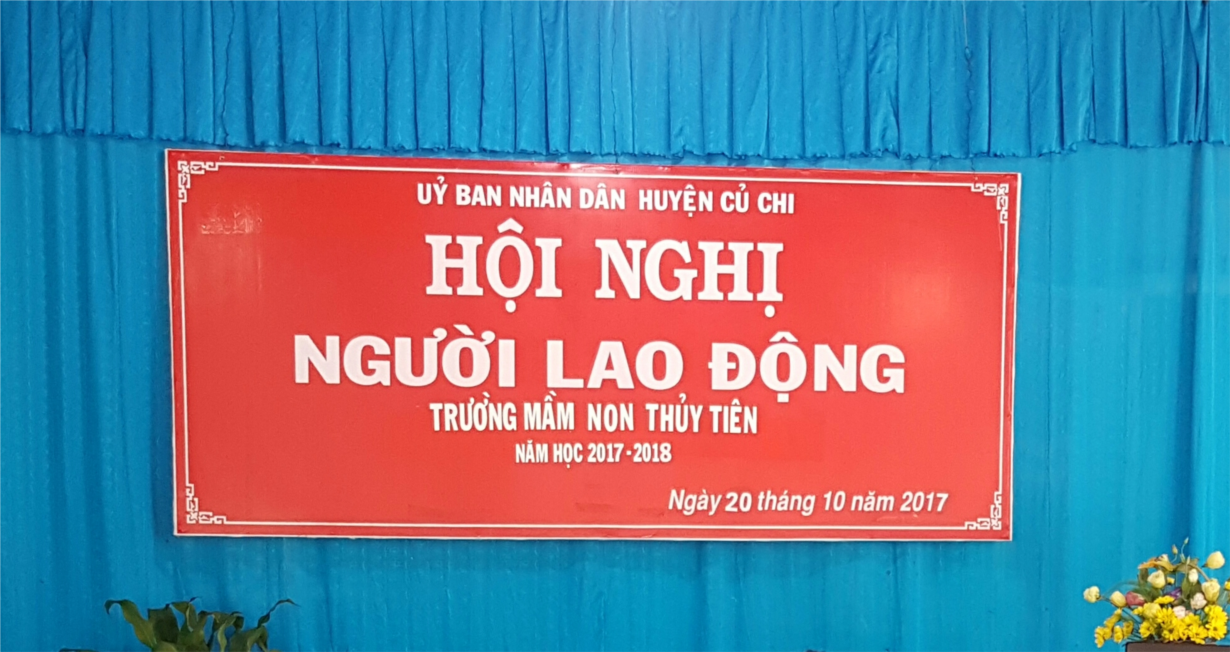 UỶ BAN NHÂN DÂN HUYỆN CỦ CHI
HỘI NGHỊ
NGƯỜI LAO ĐỘNG
TRƯỜNG MẦM NON THỦY TIÊN
NĂM HỌC 2017-2018
Ngày 20 tháng 10 năm 2017